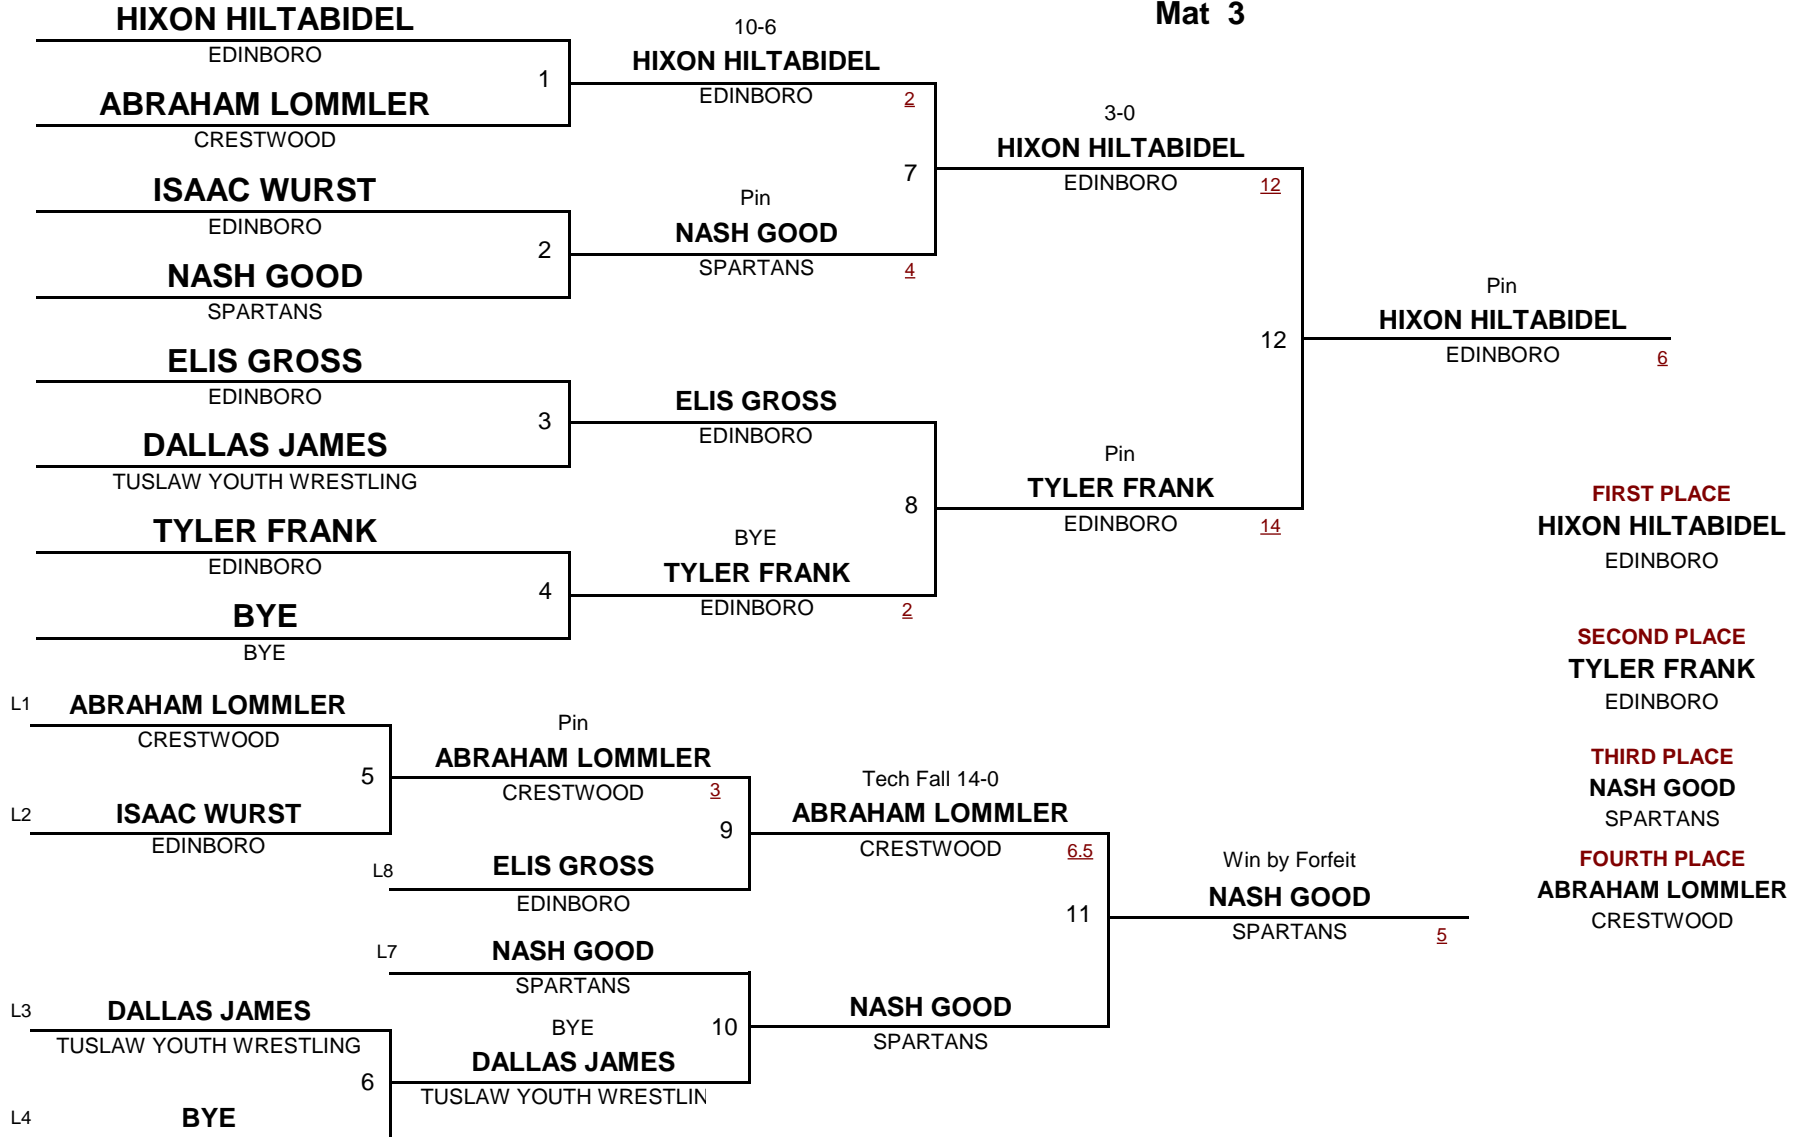 Mat 3
HIXON HILTABIDEL
EDINBORO
1
ABRAHAM LOMMLER
CRESTWOOD
ISAAC WURST
EDINBORO
2
NASH GOOD
SPARTANS
ELIS GROSS
EDINBORO
3
DALLAS JAMES
TUSLAW YOUTH WRESTLING
TYLER FRANK
EDINBORO
4
BYE
BYE
10-6
HIXON HILTABIDEL
EDINBORO 2
7
Pin
NASH GOOD
SPARTANS 4
ELIS GROSS
EDINBORO
8
BYE
TYLER FRANK
EDINBORO 2
3-0
HIXON HILTABIDEL
EDINBORO 12
12
Pin
TYLER FRANK
EDINBORO 14
Pin
HIXON HILTABIDEL
EDINBORO 6
FIRST PLACE
HIXON HILTABIDEL
EDINBORO
SECOND PLACE
TYLER FRANK
EDINBORO
THIRD PLACE
NASH GOOD
SPARTANS
FOURTH PLACE
ABRAHAM LOMMLER
CRESTWOOD
L1 ABRAHAM LOMMLER
CRESTWOOD
5
L2 ISAAC WURST
EDINBORO
L3 DALLAS JAMES
TUSLAW YOUTH WRESTLING
6
L4 BYE
Pin
ABRAHAM LOMMLER
CRESTWOOD 3
9
L8 ELIS GROSS
EDINBORO
L7 NASH GOOD
SPARTANS
BYE 10
DALLAS JAMES
TUSLAW YOUTH WRESTLIN
Tech Fall 14-0
ABRAHAM LOMMLER
CRESTWOOD 6.5
11
NASH GOOD
SPARTANS
Win by Forfeit
NASH GOOD
SPARTANS 5